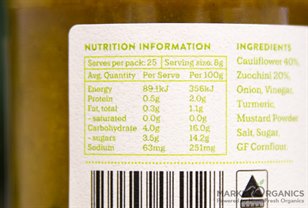 NUTRITION INFORMATION
Serves per pack: 25 Serving size: 8g
Avg. Quantity Per Serve Per 100g
Energy 89.1kJ 356kJ
Protein 0.5g 2.0g
Fat, total 0.3g 1.1g
- saturated 0.0g 0.0g
Carbohydrate 4.0g 16.0g
- sugars 3.5g 14.2g
Sodium 63mg 251mg
INGREDIENTS
Cauliflower 40%,
Zucchini 20%,
Onion, Vinegar,
Turmeric,
Mustard Powder
Salt, Sugar,
GF Cornflour.
ORGANICS